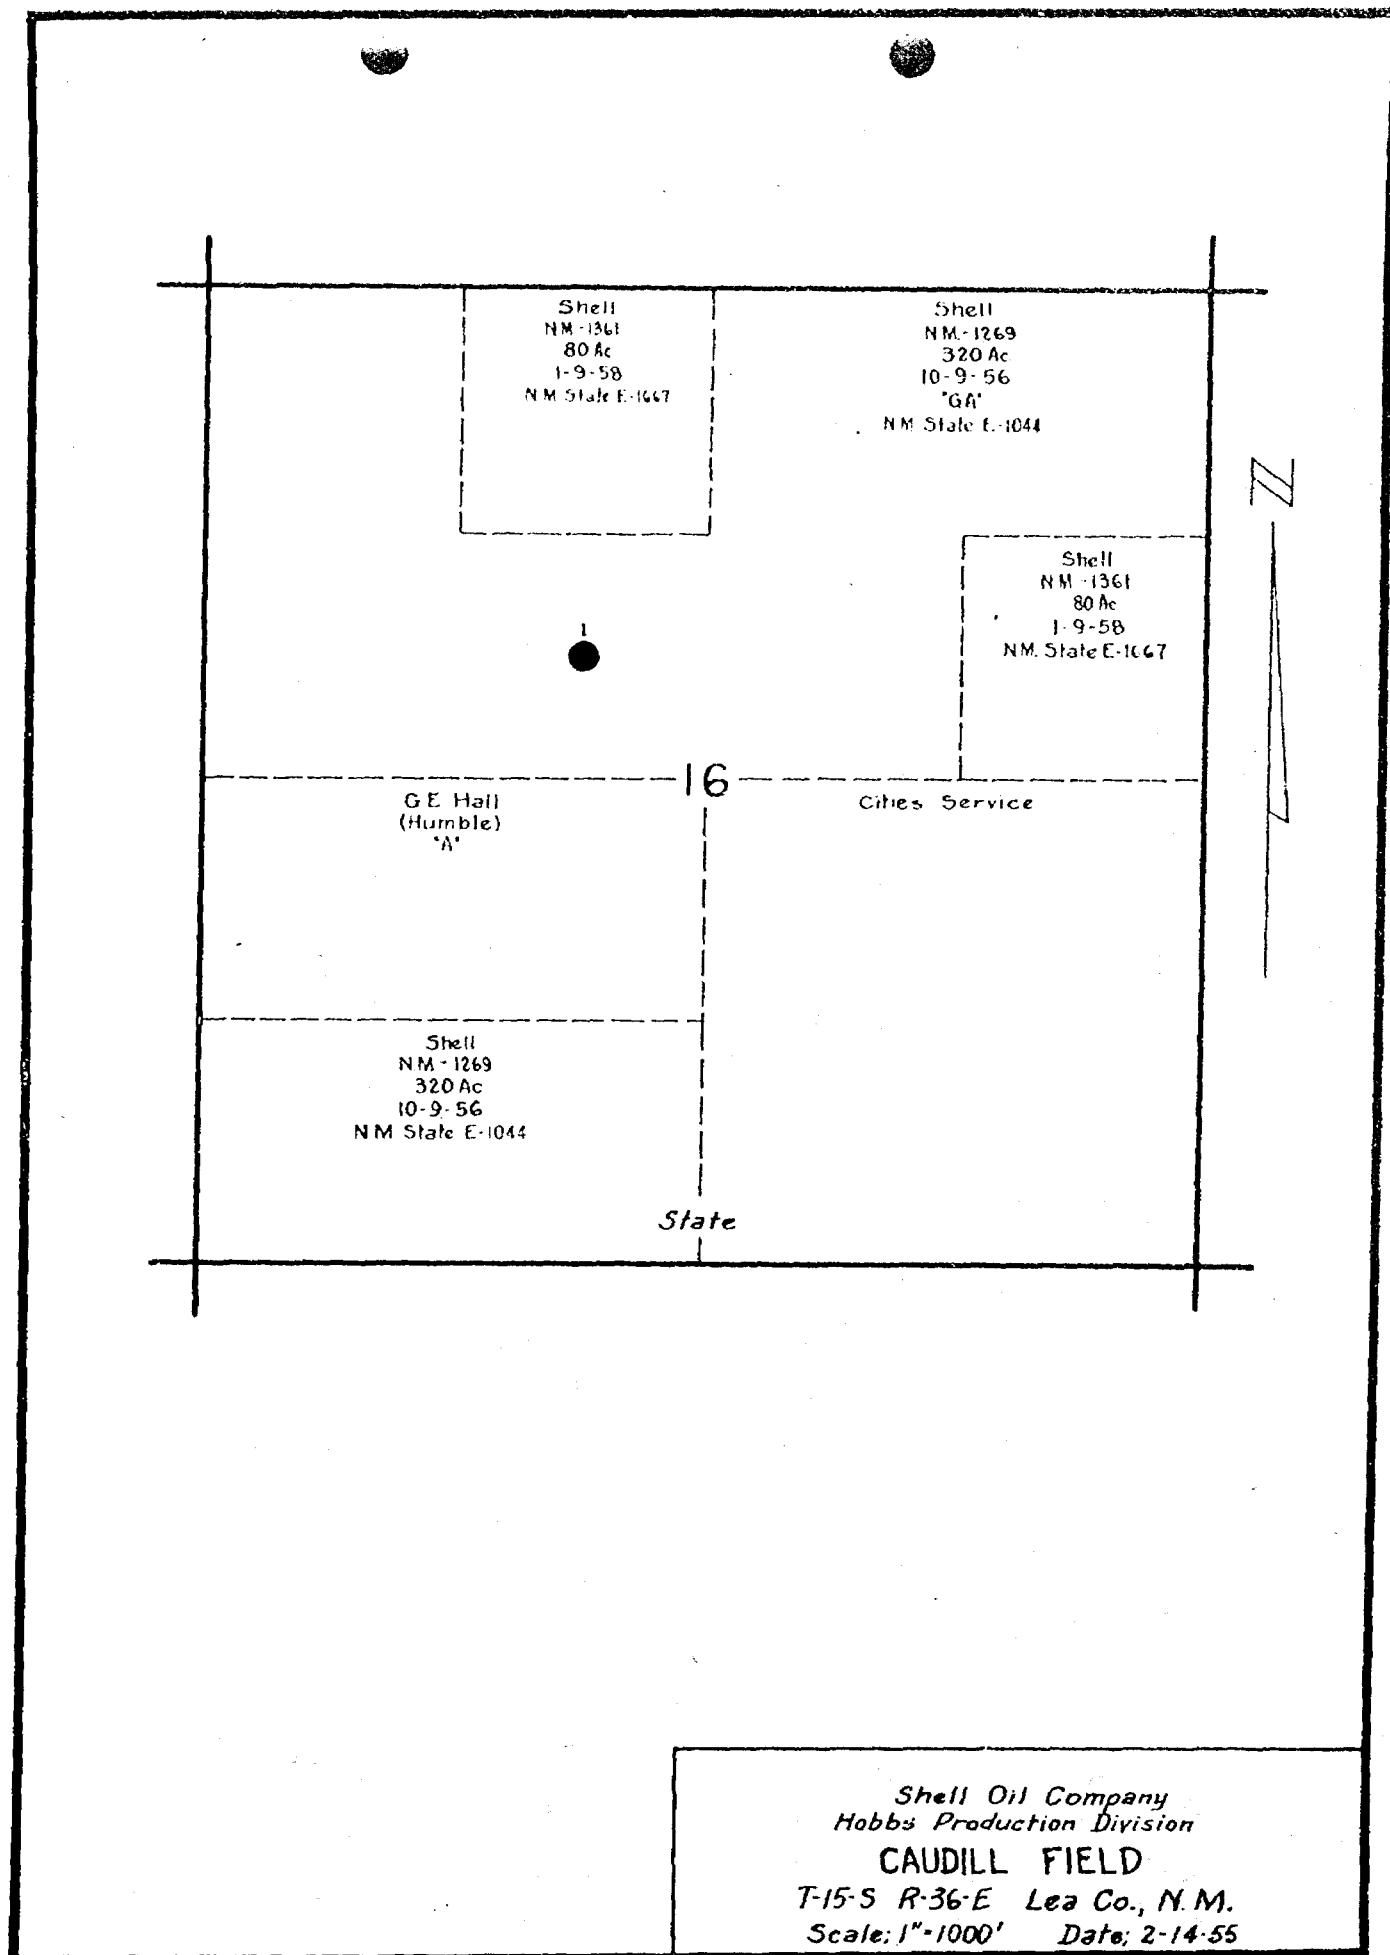 Shell
NM-1361
80 Ac
1-9-58
N.M State E-1667
Shell
NM.-1269
320 Ac
10-9-56
"GA"
N M State E-1044
N
Shell
NM-1361
80 Ac
1-9-58
NM. State E-1667
1
16
G E Hall
(Humble)
"A"
Cities Service
Shell
N.M-1269
320 Ac
10-9-56
N M State E-1044
State
Shell Oil Company
Hobbs Production Division
CAUDILL FIELD
T-15-S R-36-E Lea Co., N. M.
Scale: 1"=1000' Date; 2-14-55